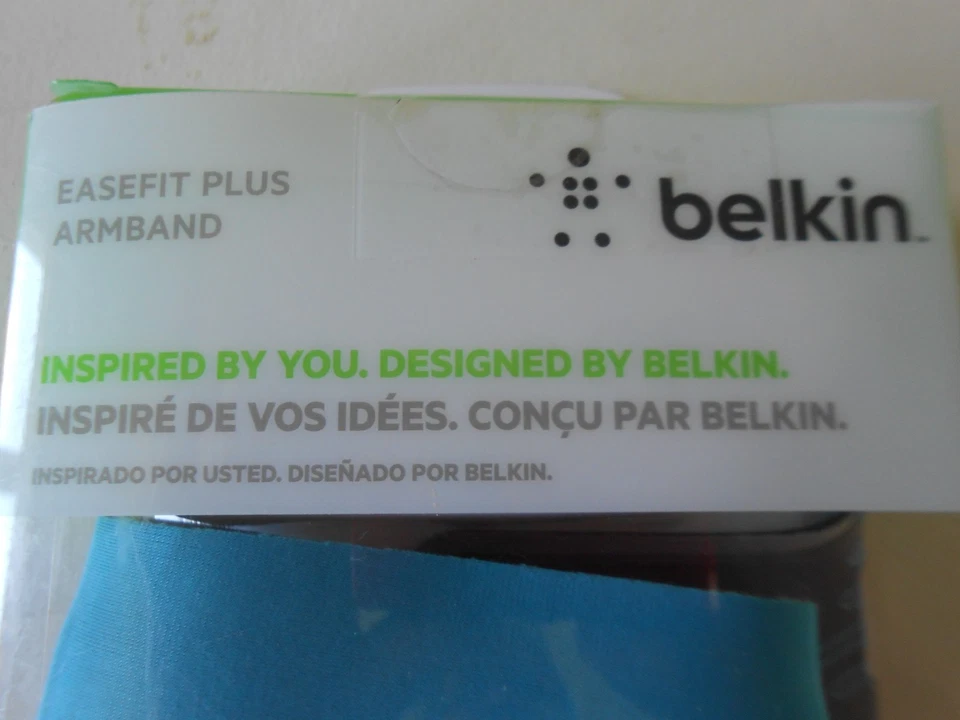 EASEFIT PLUS
ARMBAND
belkin™
INSPIRED BY YOU. DESIGNED BY BELKIN.
INSPIRÉ DE VOS IDÉES. CONÇU PAR BELKIN.
INSPIRADO POR USTED. DISEÑADO POR BELKIN.